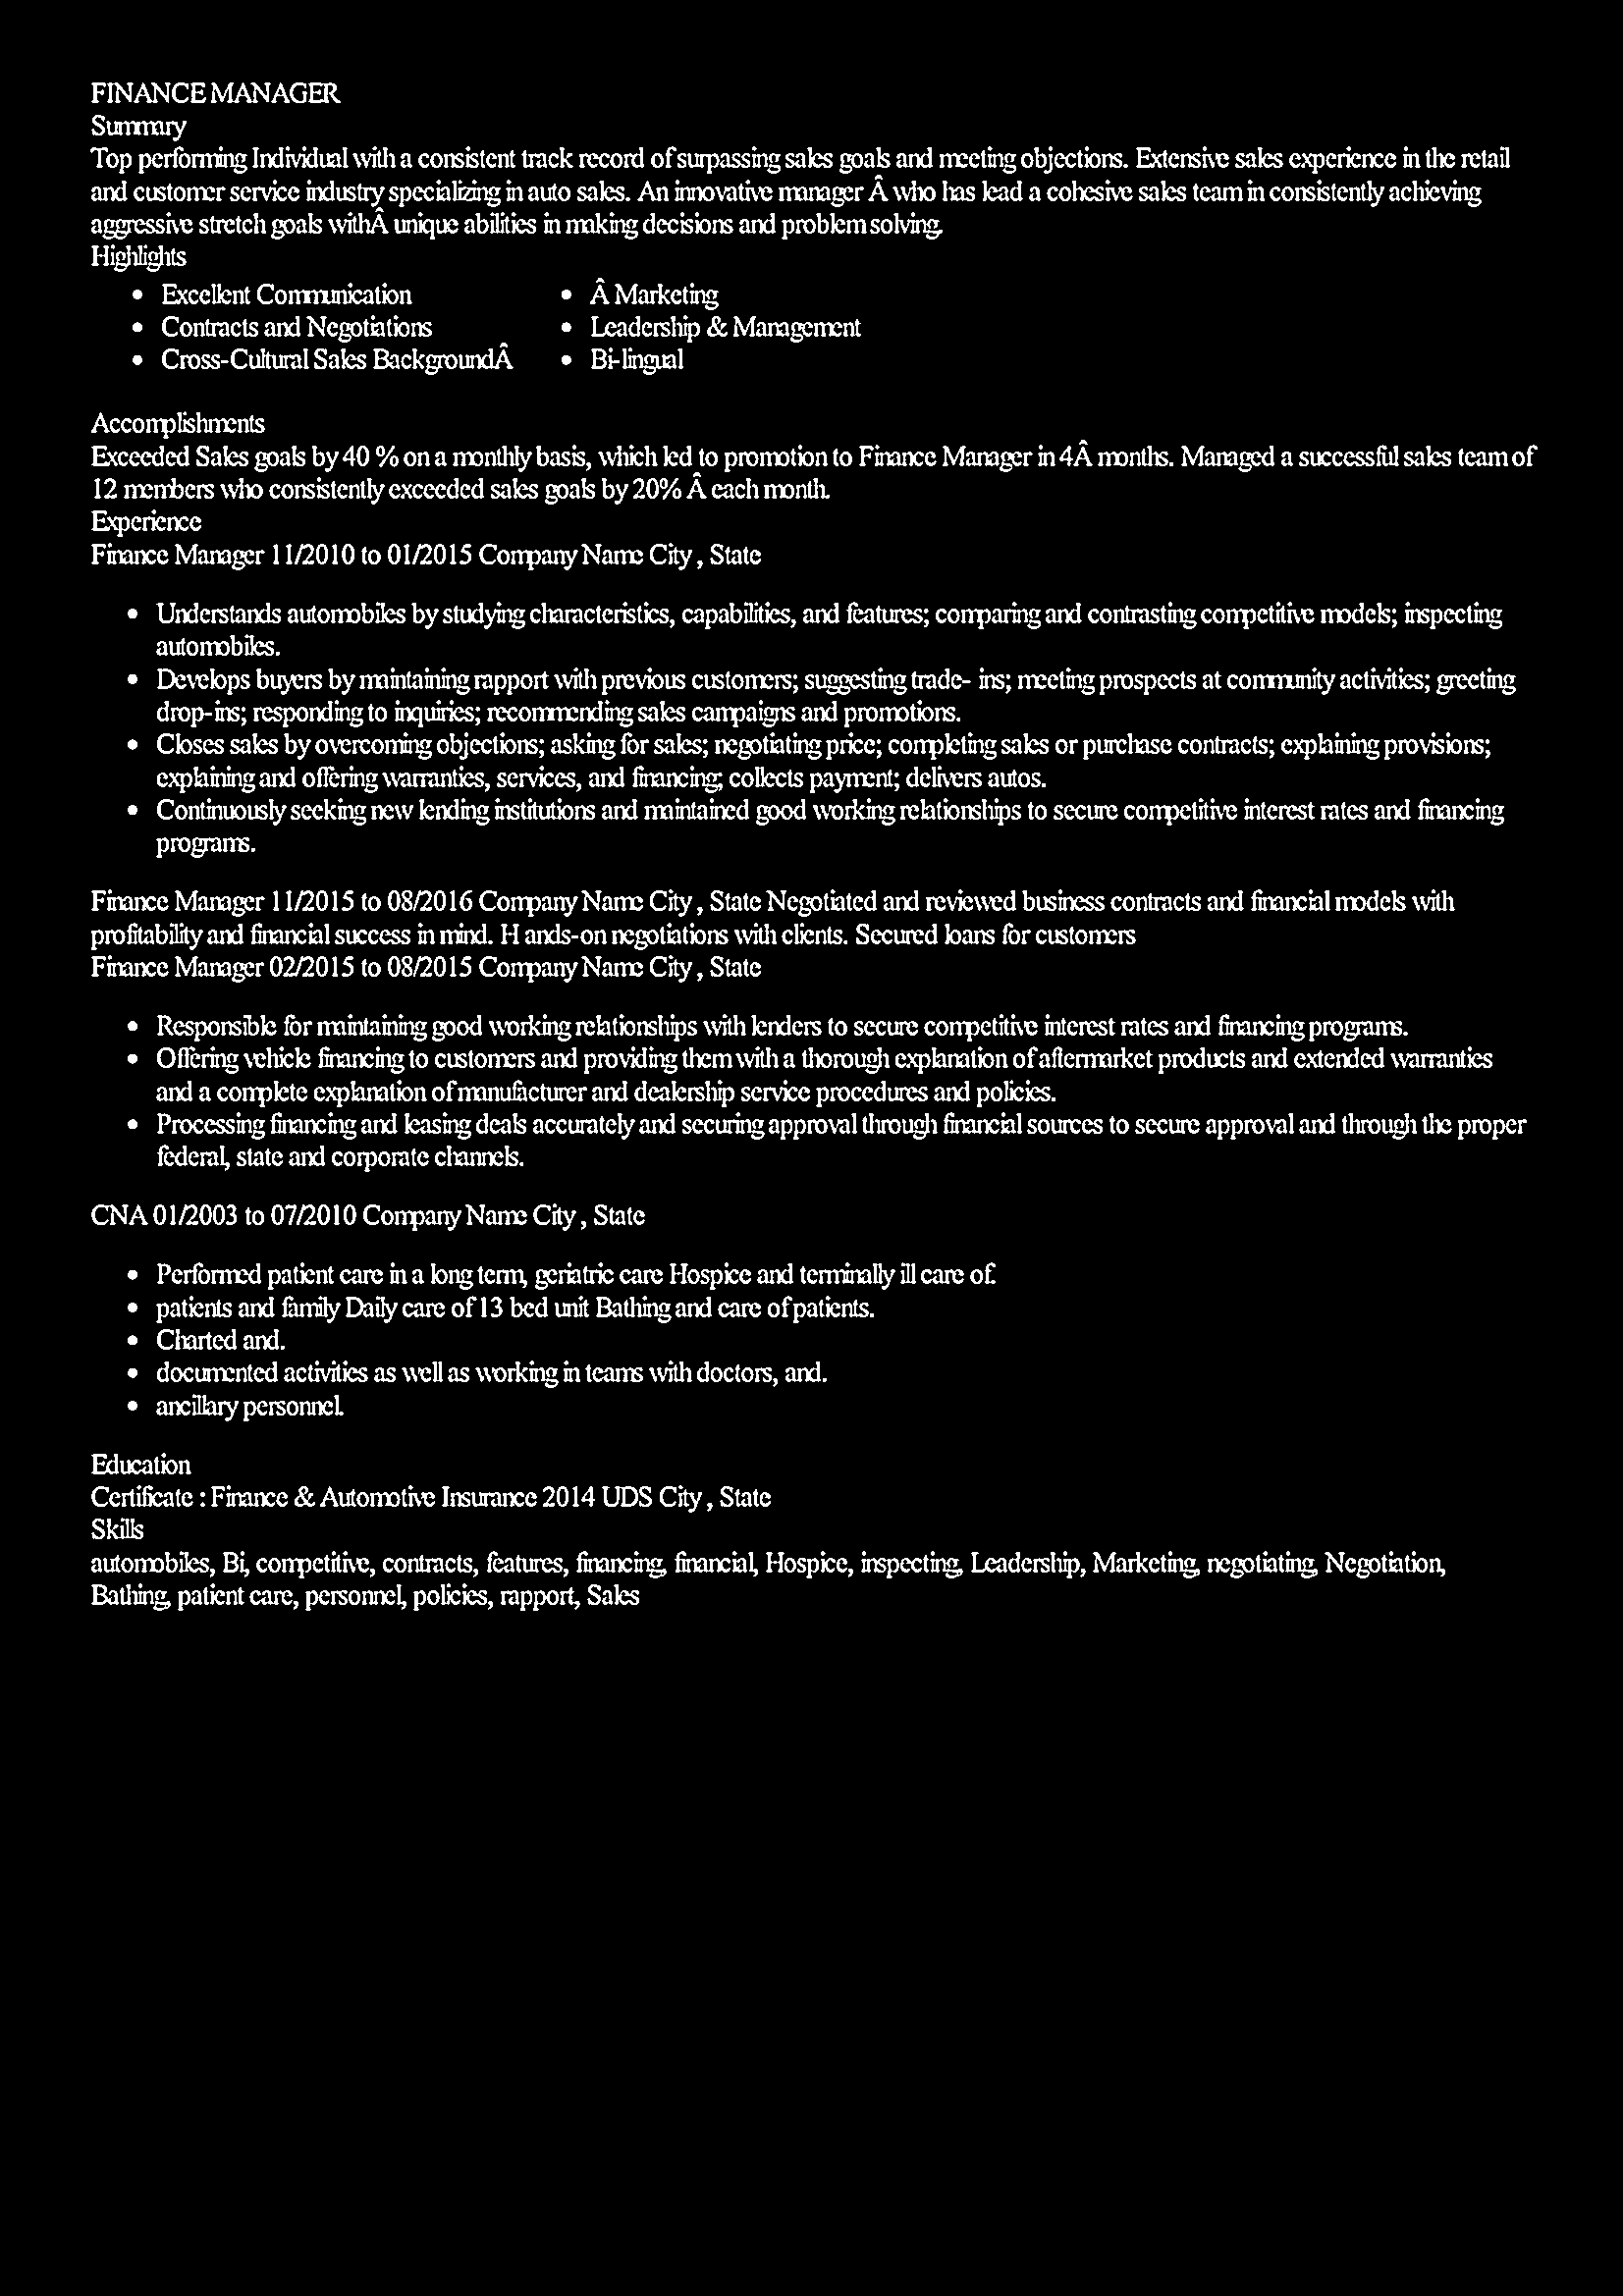 FINANCE MANAGER
Summary
Top performing Individual with a consistent track record of surpassing sales goals and meeting objections. Extensive sales experience in the retail
and customer service industry specializing in auto sales. An innovative manager Â who has lead a cohesive sales team in consistently achieving
aggressive stretch goals withÂ unique abilities in making decisions and problem solving.
Highlights
• Excellent Communication • Â Marketing
• Contracts and Negotiations • Leadership & Management
• Cross-Cultural Sales BackgroundÂ • Bi-lingual
Accomplishments
Exceeded Sales goals by 40 % on a monthly basis, which led to promotion to Finance Manager in 4Â months. Managed a successful sales team of
12 members who consistently exceeded sales goals by 20% Â each month.
Experience
Finance Manager 11/2010 to 01/2015 Company Name City , State
• Understands automobiles by studying characteristics, capabilities, and features; comparing and contrasting competitive models; inspecting
automobiles.
• Develops buyers by maintaining rapport with previous customers; suggesting trade- ins; meeting prospects at community activities; greeting
drop-ins; responding to inquiries; recommending sales campaigns and promotions.
• Closes sales by overcoming objections; asking for sales; negotiating price; completing sales or purchase contracts; explaining provisions;
explaining and offering warranties, services, and financing; collects payment; delivers autos.
• Continuously seeking new lending institutions and maintained good working relationships to secure competitive interest rates and financing
programs.
Finance Manager 11/2015 to 08/2016 Company Name City , State Negotiated and reviewed business contracts and financial models with
profitability and financial success in mind. H ands-on negotiations with clients. Secured loans for customers
Finance Manager 02/2015 to 08/2015 Company Name City , State
• Responsible for maintaining good working relationships with lenders to secure competitive interest rates and financing programs.
• Offering vehicle financing to customers and providing them with a thorough explanation of aftermarket products and extended warranties
and a complete explanation of manufacturer and dealership service procedures and policies.
• Processing financing and leasing deals accurately and securing approval through financial sources to secure approval and through the proper
federal, state and corporate channels.
CNA 01/2003 to 07/2010 Company Name City , State
• Performed patient care in a long term, geriatric care Hospice and terminally ill care of.
• patients and family Daily care of 13 bed unit Bathing and care of patients.
• Charted and.
• documented activities as well as working in teams with doctors, and.
• ancillary personnel.
Education
Certificate : Finance & Automotive Insurance 2014 UDS City , State
Skills
automobiles, Bi, competitive, contracts, features, financing, financial, Hospice, inspecting, Leadership, Marketing, negotiating, Negotiation,
Bathing, patient care, personnel, policies, rapport, Sales